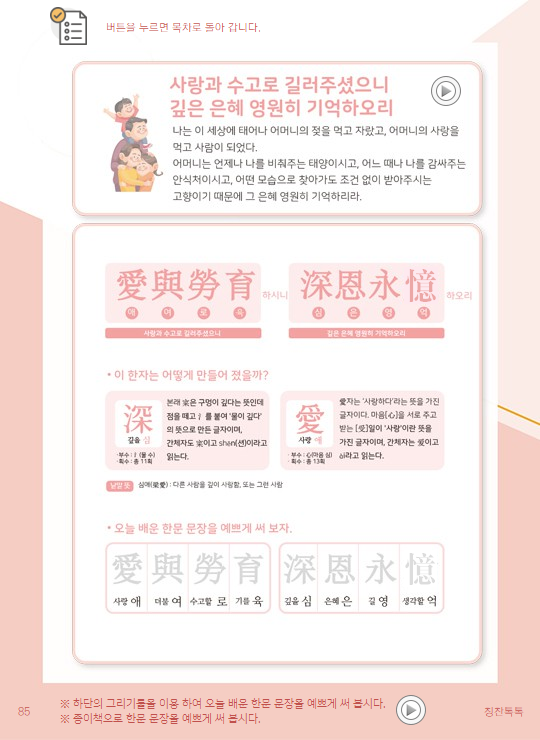 버튼을 누르면 목차로 돌아 갑니다.
사랑과 수고로 길러주셨으니
깊은 은혜 영원히 기억하오리
나는 이 세상에 태어나 어머니의 젖을 먹고 자랐고, 어머니의 사랑을
먹고 사람이 되었다.
어머니는 언제나 나를 비춰주는 태양이시고, 어느 때나 나를 감싸주는
안식처이시고, 어떤 모습으로 찾아가도 조건 없이 받아주시는
고향이기 때문에 그 은혜 영원히 기억하리라.
愛與勞育 하시니 深恩永憶 하오리
애 여 로 육 심 은 영 억
사랑과 수고로 길러주셨으니 깊은 은혜 영원히 기억하오리
• 이 한자는 어떻게 만들어 졌을까?
深
깊을 심
· 부수 : 氵(물 수)
· 획수 : 총 11획
본래 罙은 구멍이 깊다는 뜻인데
점을 떼고 氵를 붙여 '물이 깊다'
의 뜻으로 만든 글자이며,
간체자도 罙이고 shēn(션)이라고
읽는다.
愛
사랑 애
· 부수 : 心(마음 심)
· 획수 : 총 13획
愛자는 '사랑하다'라는 뜻을 가진
글자이다. 마음[心]을 서로 주고
받는 [受]일이 '사랑'이란 뜻을
가진 글자이며, 간체자는 爱이고
ài라고 읽는다.
낱말 뜻 심애(深愛) : 다른 사람을 깊이 사랑함, 또는 그런 사람
• 오늘 배운 한문 문장을 예쁘게 써 보자.
愛 與 勞 育 深 恩 永 憶
사랑 애 더불 여 수고할 로 기를 육 깊을 심 은혜 은 길 영 생각할 억
※ 하단의 그리기툴을 이용 하여 오늘 배운 한문 문장을 예쁘게 써 봅시다.
※ 종이책으로 한문 문장을 예쁘게 써 봅시다.
85
징잔톡톡